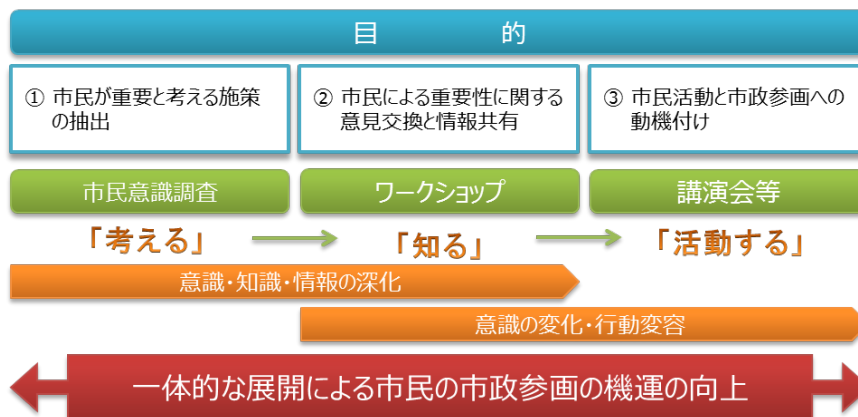 目 的
① 市民が重要と考える施策
の抽出
② 市民による重要性に関する
意見交換と情報共有
③ 市民活動と市政参画への
動機付け
市民意識調査
ワークショップ
講演会等
「考える」
「知る」
「活動する」
意識・知識・情報の深化
意識の変化・行動変容
一体的な展開による市民の市政参画の機運の向上